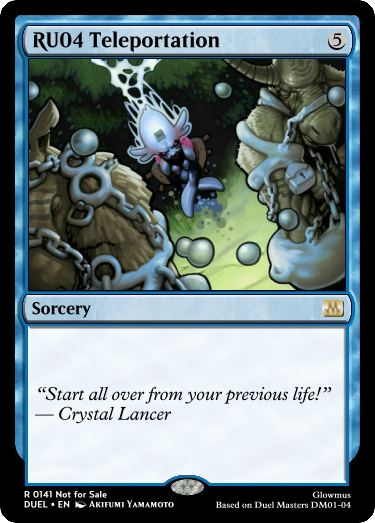 RU04 Teleportation 5
Sorcery
“Start all over from your previous life!”
— Crystal Lancer
R 0141 Not for Sale
DUEL • EN Akifumi Yamamoto
Glowmus
Based on Duel Masters DM01-04